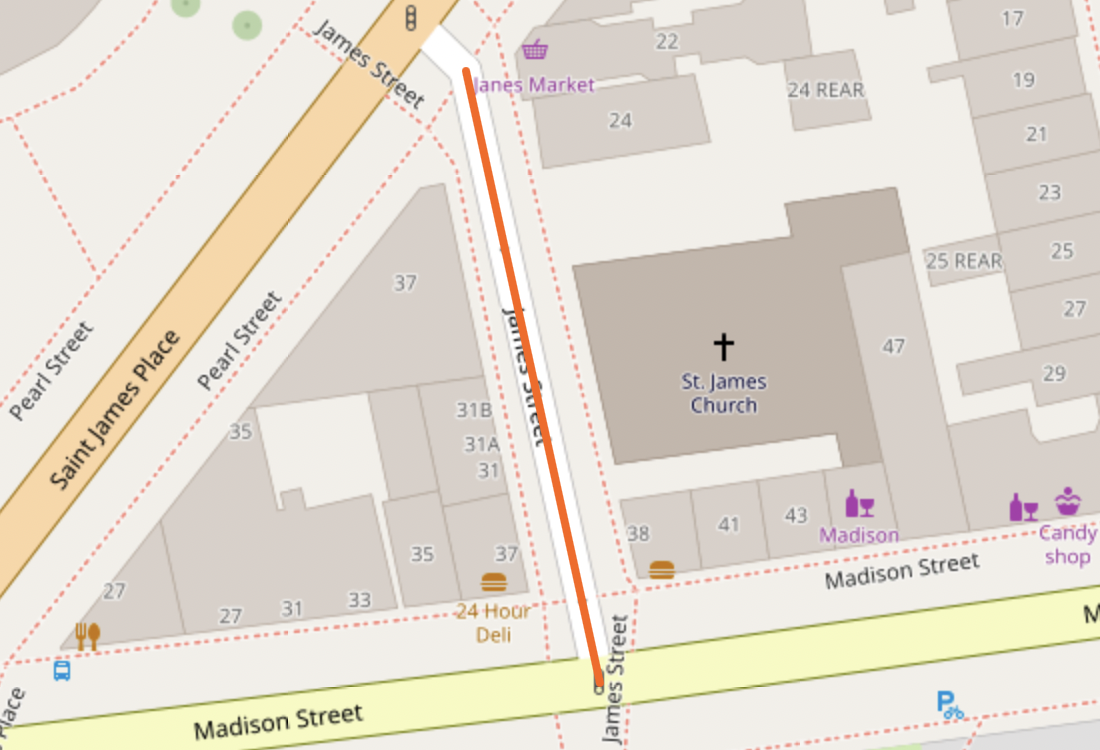 James Street
17
22
Janes Market
24 REAR
19
24
21
23
25
25 REAR
37
27
Pearl Street
Pearl Street
James Street
47
Saint James Place
St. James
Church
29
31B
35
31A
31
38
41
43
Madison
Candy
shop
35
37
Madison Street
27
27
31
33
24 Hour
Deli
M
James Street
Place
Madison Street
P